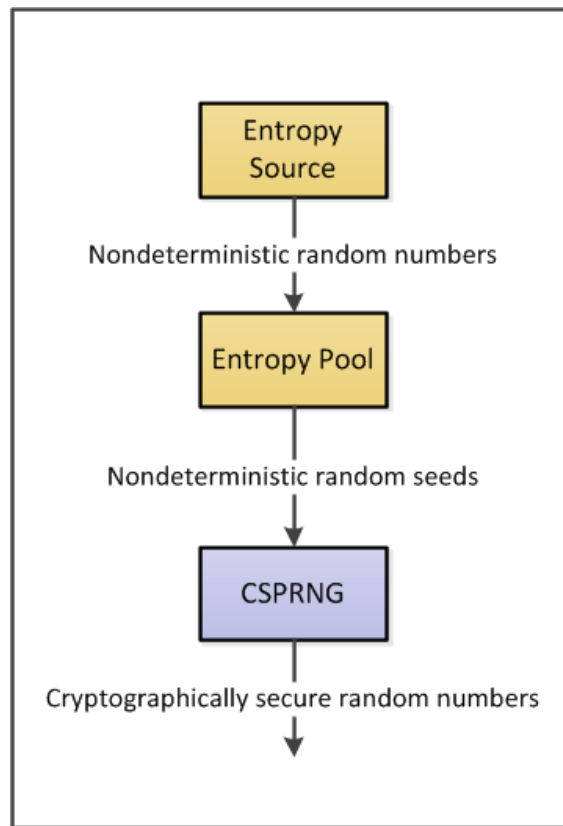 Entropy
Source
Nondeterministic random numbers
Entropy Pool
Nondeterministic random seeds
CSPRNG
Cryptographically secure random numbers